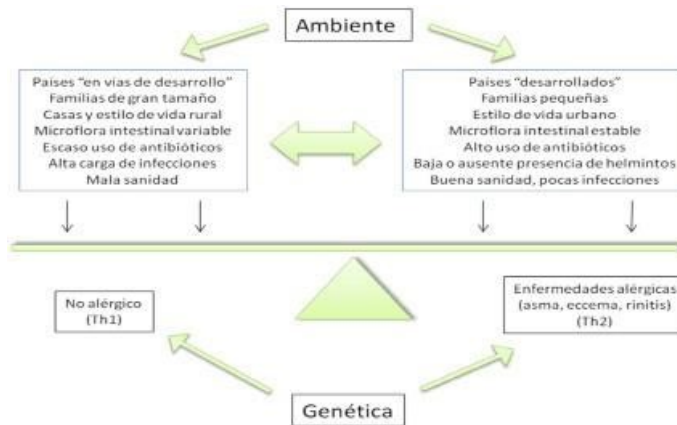 Ambiente
Países "en vías de desarrollo"
Familias de gran tamaño
Casas y estilo de vida rural
Microflora intestinal variable
Escaso uso de antibióticos
Alta carga de infecciones
Mala sanidad
Países "desarrollados"
Familias pequeñas
Estilo de vida urbano
Microflora intestinal estable
Alto uso de antibióticos
Baja o ausente presencia de helmintos
Buena sanidad, pocas infecciones
No alérgico
(Th1)
Enfermedades alérgicas
(asma, eccema, rinitis)
(Th2)
Genética